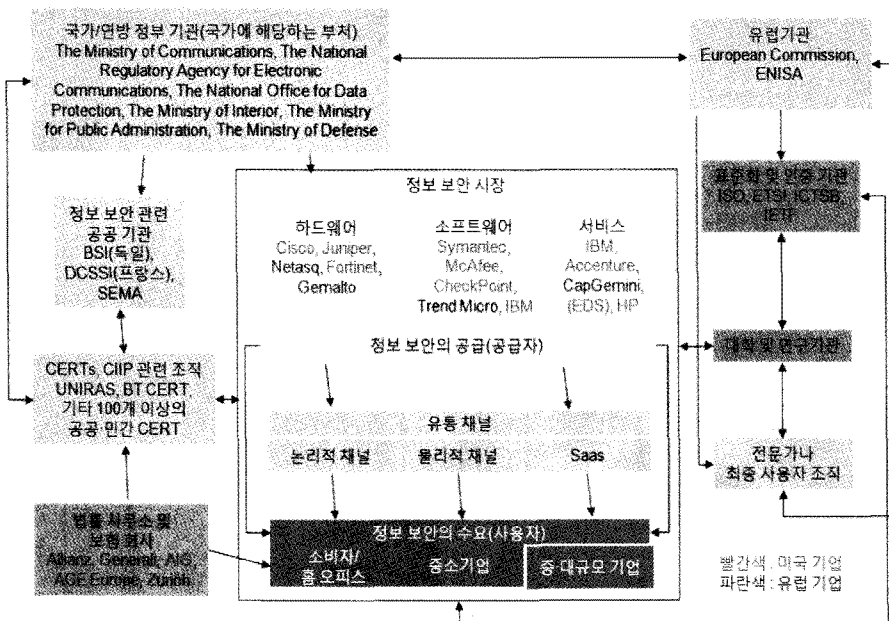 국가/연방 정부 기관(국가에 해당하는 부처)
The Ministry of Communications, The National
Regulatory Agency for Electronic
Communications, The National Office for Data
Protection, The Ministry of Interior, The Ministry
for Public Administration, The Ministry of Defense
유럽기관
European Commission,
ENISA
표준화 및 인증 기관
ISO, ETSI, ICTSB,
IETF
정보 보안 관련
공공 기관
BSI(독일),
DCSSI(프랑스),
SEMA
정보 보안 시장
하드웨어
Cisco, Juniper,
Netasq, Fortinet,
Gemalto
소프트웨어
Symantec,
McAfee,
CheckPoint,
Trend Micro, IBM
서비스
IBM,
Accenture,
CapGemini,
(EDS), HP
정보 보안의 공급(공급자)
대학 및 연구기관
CERTs, CIIP 관련 조직
UNIRAS, BT CERT,
기타 100개 이상의
공공 민간 CERT
유통 채널
논리적 채널
물리적 채널
Saas
전문가나
최종 사용자 조직
법률 사무소 및
보험 회사
Allianz, Generali, AIG,
ACE Europe, Zurich
정보 보안의 수요(사용자)
소비자/
홈 오피스
중소기업
중 대규모 기업
빨간색 : 미국 기업
파란색 : 유럽 기업